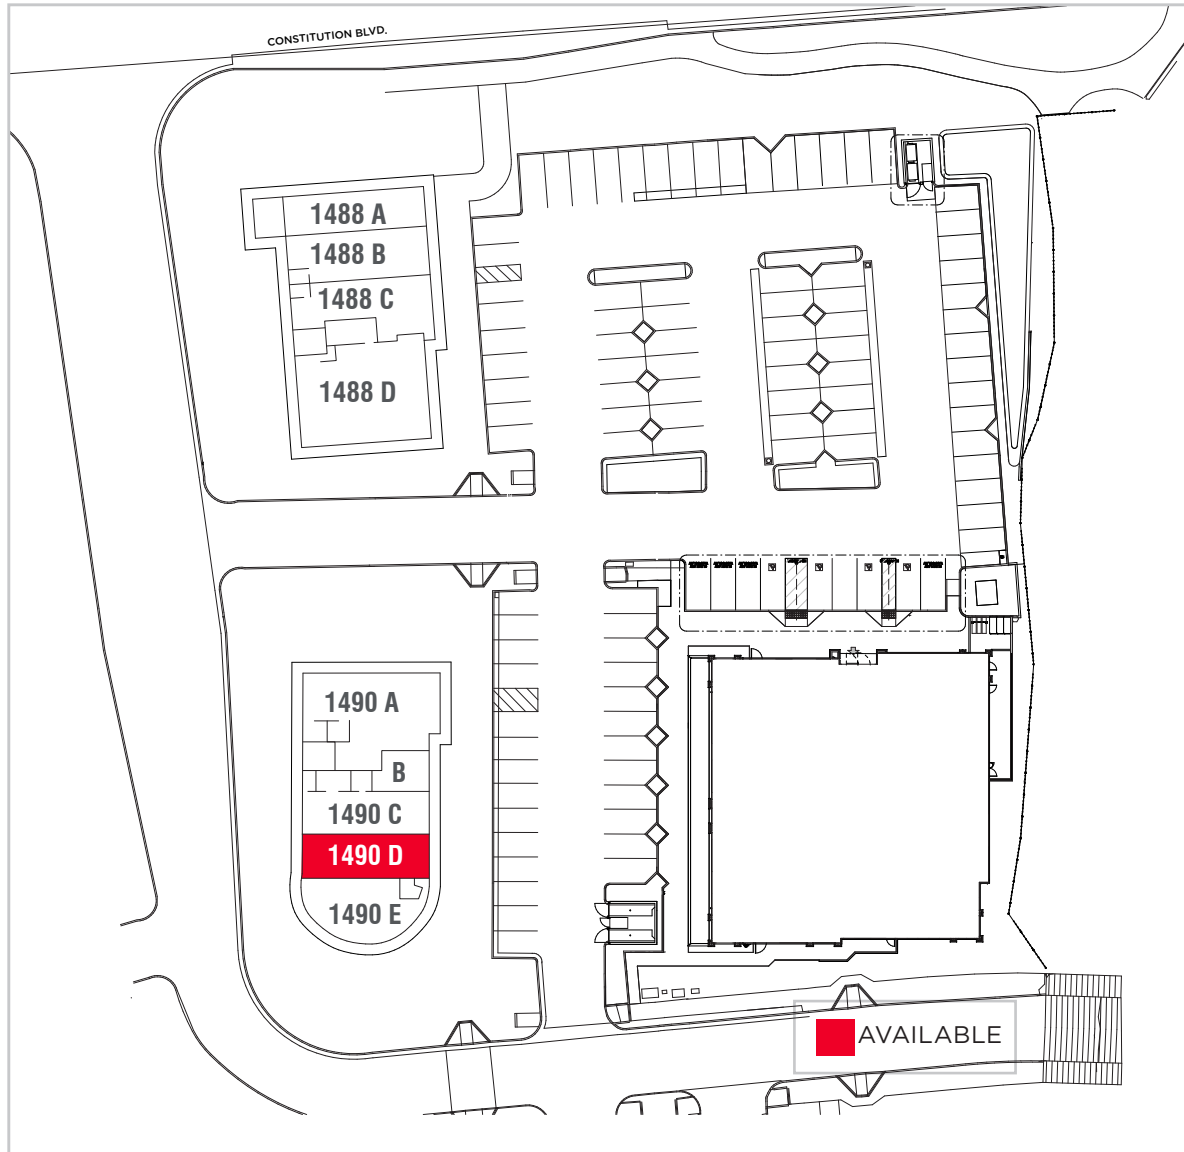 CONSTITUTION BLVD.
1488 A
1488 B
1488 C
1488 D
1490 A
B
1490 C
1490 D
1490 E
AVAILABLE